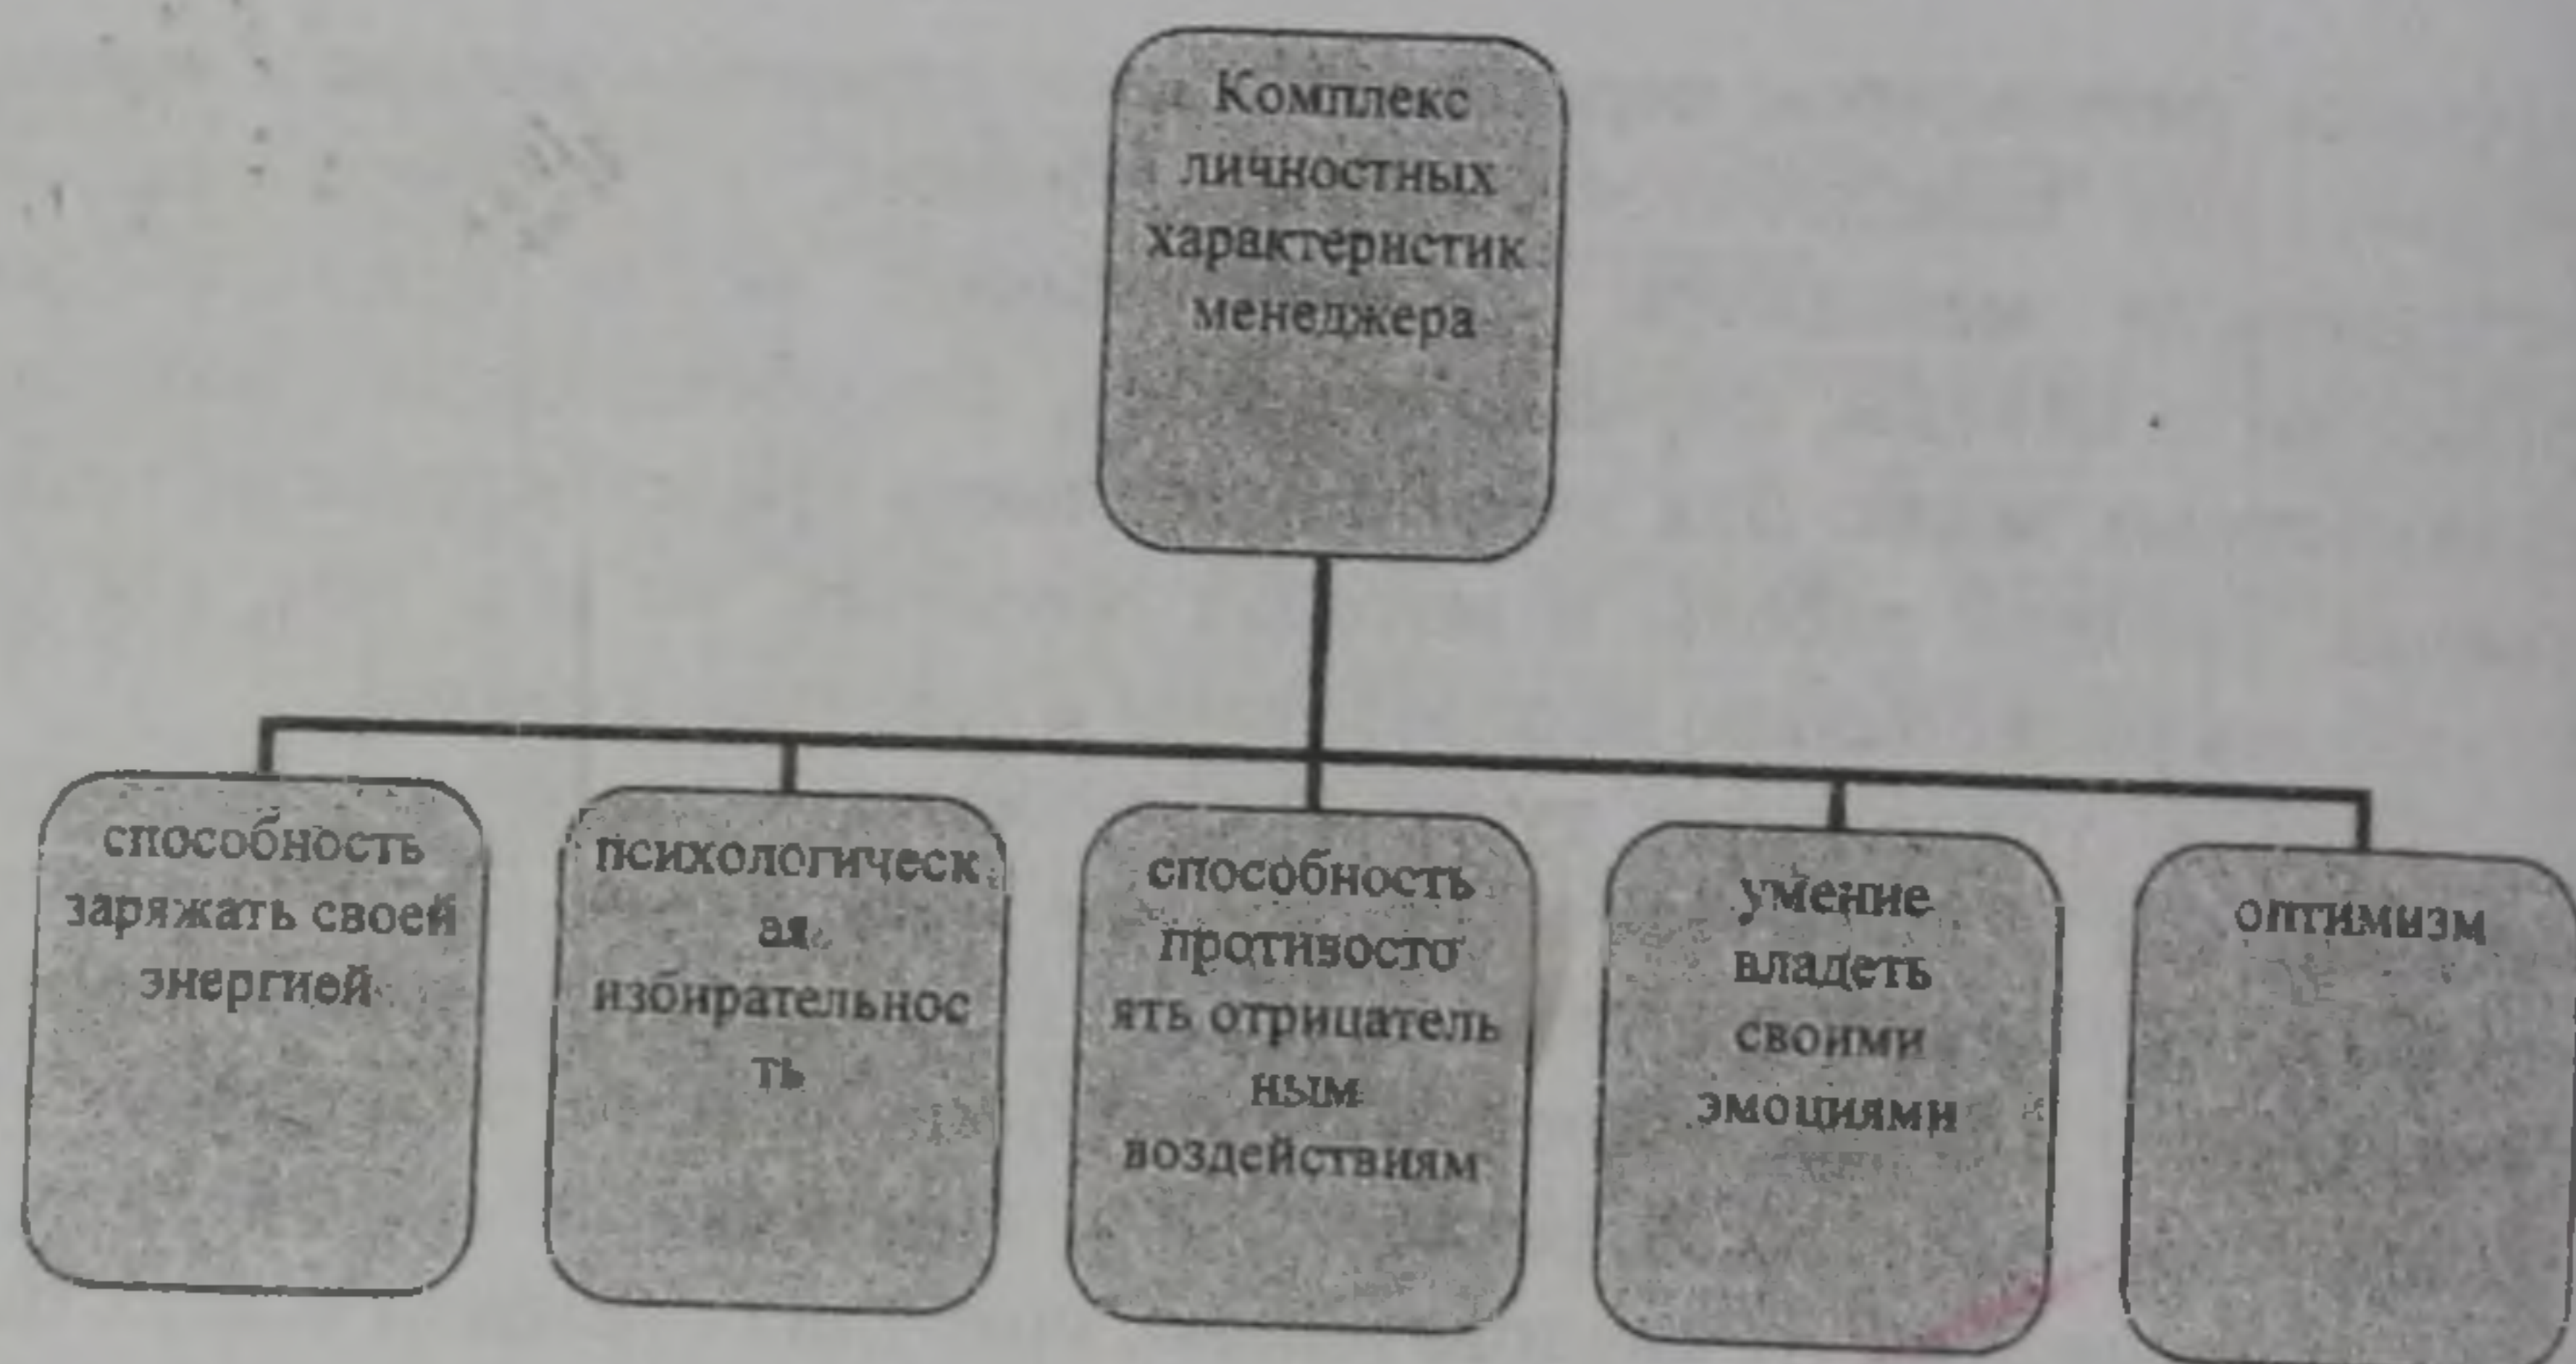 Комплекс
личностных
характеристик
менеджера
способность
заряжать своей
энергией
психологическ
ая
избирательнос
ть
способность
противосто
ять отрицатель
ным
воздействиям
умение
владеть
своими
эмоциями
оптимизм